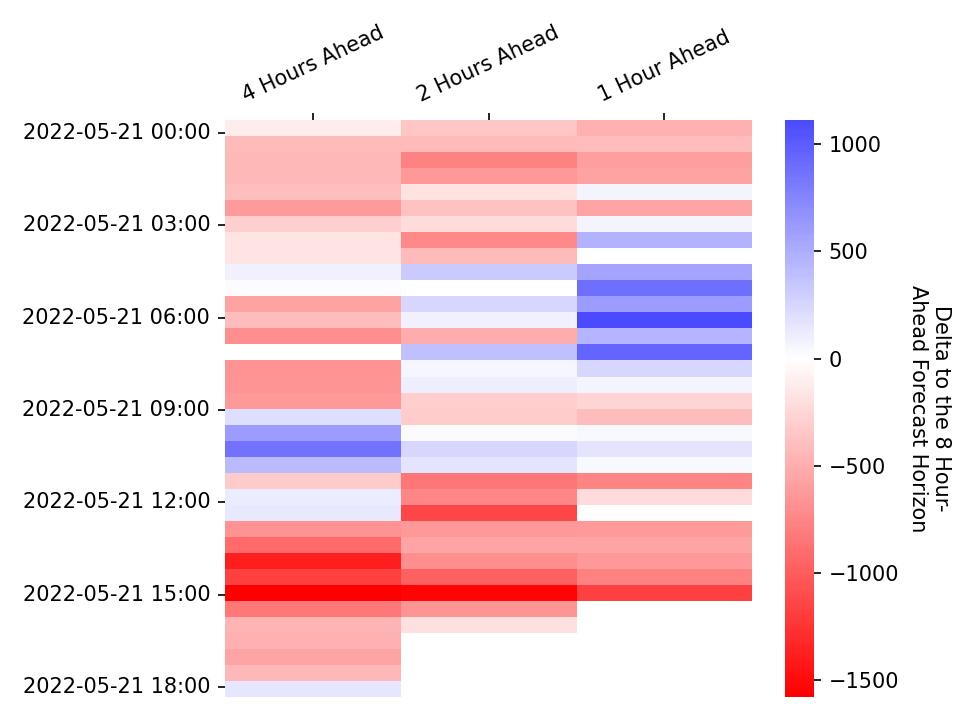 4 Hours Ahead
2 Hours Ahead
1 Hour Ahead
2022-05-21 00:00
2022-05-21 03:00
2022-05-21 06:00
2022-05-21 09:00
2022-05-21 12:00
2022-05-21 15:00
2022-05-21 18:00
1000
500
0
−500
−1000
−1500
Delta to the 8 Hour-
Ahead Forecast Horizon